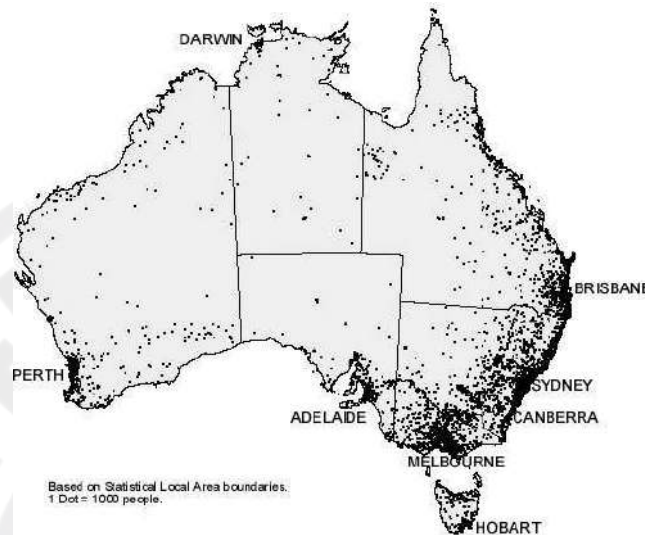 DARWIN
BRISBANE
PERTH
SYDNEY
ADELAIDE
CANBERRA
MELBOURNE
Based on Statistical Local Area boundaries.
1 Dot = 1000 people.
HOBART